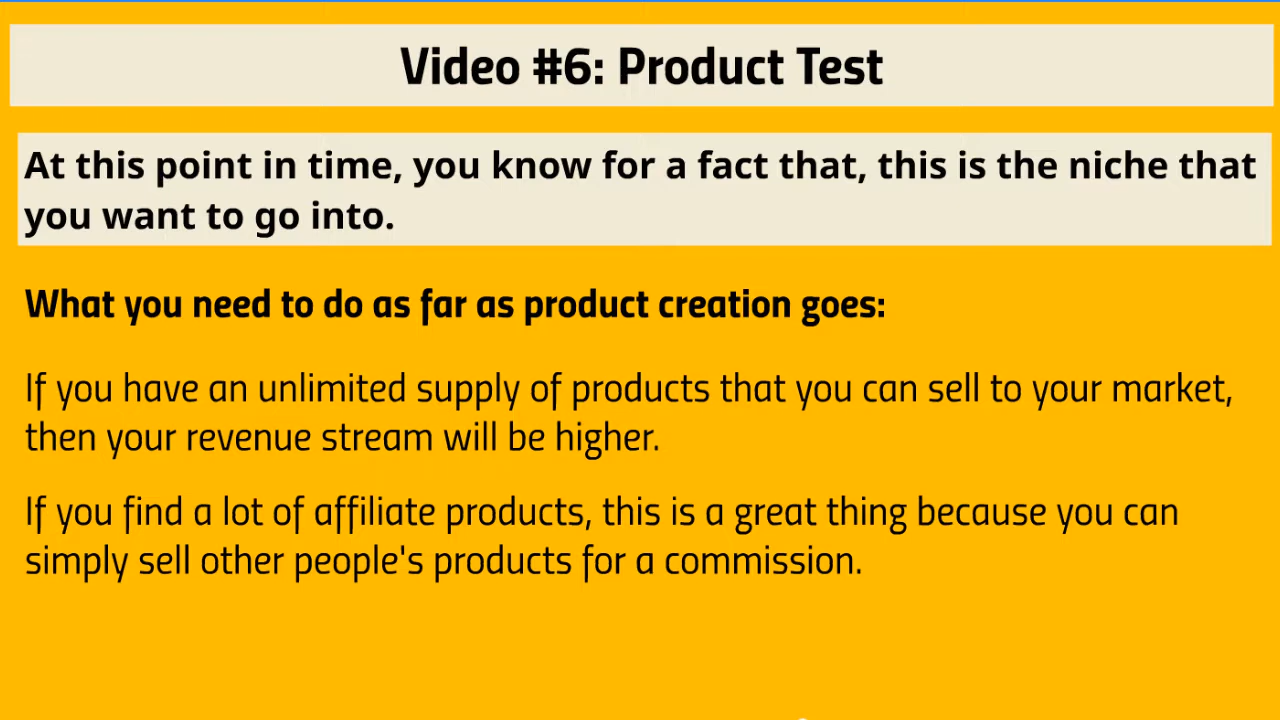 Video #6: Product Test
At this point in time, you know for a fact that, this is the niche that
you want to go into.
What you need to do as far as product creation goes:
If you have an unlimited supply of products that you can sell to your market,
then your revenue stream will be higher.
If you find a lot of affiliate products, this is a great thing because you can
simply sell other people's products for a commission.